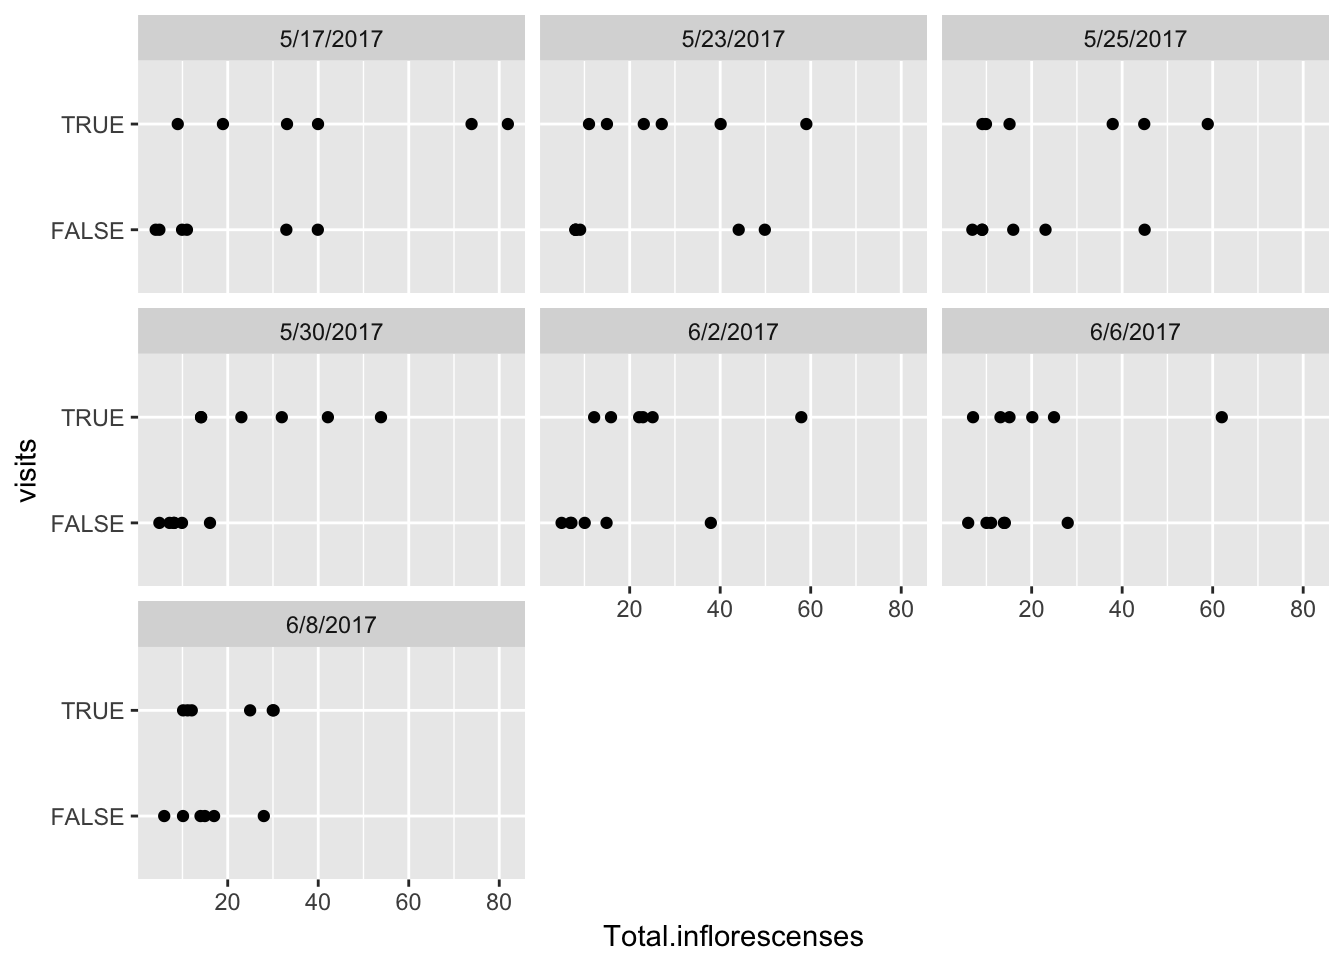 5/17/2017
5/23/2017
5/25/2017
TRUE
FALSE
5/30/2017
6/2/2017
6/6/2017
TRUE
FALSE
20 40 60 80
20 40 60 80
6/8/2017
TRUE
FALSE
20 40 60 80
visits
Total.inflorescenses